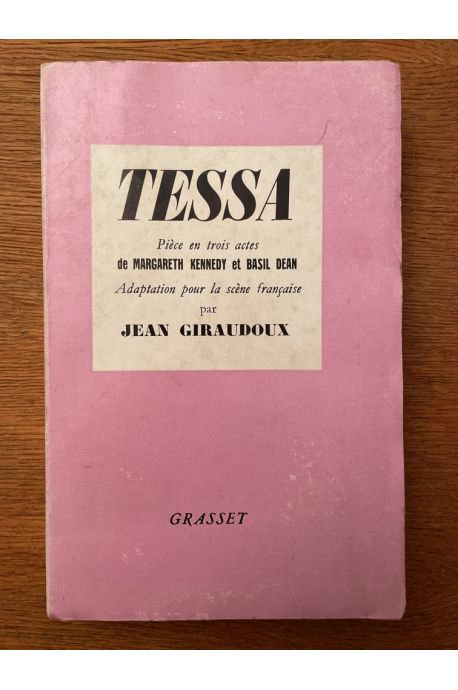 TESSA
Pièce en trois actes
de MARGARETH KENNEDY et BASIL DEAN
Adaptation pour la scène française
par
JEAN GIRAUDOUX
GRASSET